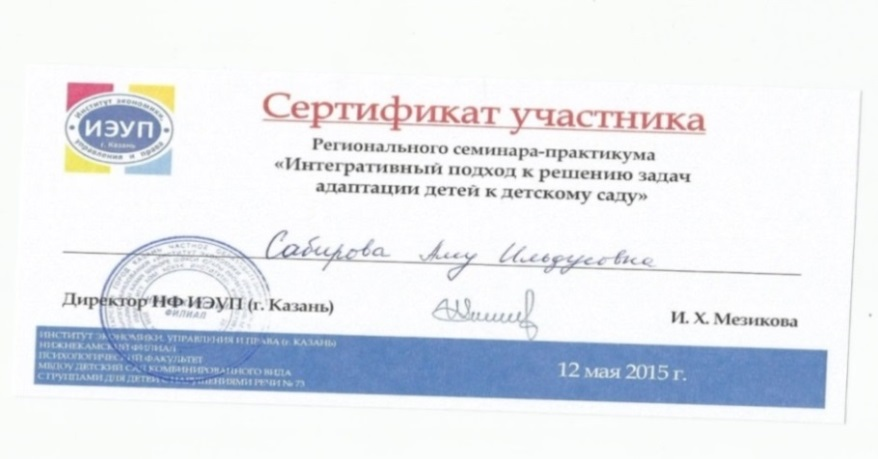 Институт экономики,
ИЭУП
г. Казань
управления и права
Сертификат участника
Регионального семинара-практикума
«Интегративный подход к решению задач
адаптации детей к детскому саду»
Сабирова Алсу Ильдусовна
Директор НФ ИЭУП (г. Казань)
И. Х. Мезикова
ФИЛИАЛ
ИНСТИТУТ ЭКОНОМИКИ, УПРАВЛЕНИЯ И ПРАВА (г. КАЗАНЬ)
НИЖНЕКАМСКИЙ ФИЛИАЛ
ПСИХОЛОГИЧЕСКИЙ ФАКУЛЬТЕТ
МБДОУ ДЕТСКИЙ САД КОМБИНИРОВАННОГО ВИДА
С ГРУППАМИ ДЛЯ ДЕТЕЙ С НАРУШЕНИЯМИ РЕЧИ № 73
12 мая 2015 г.